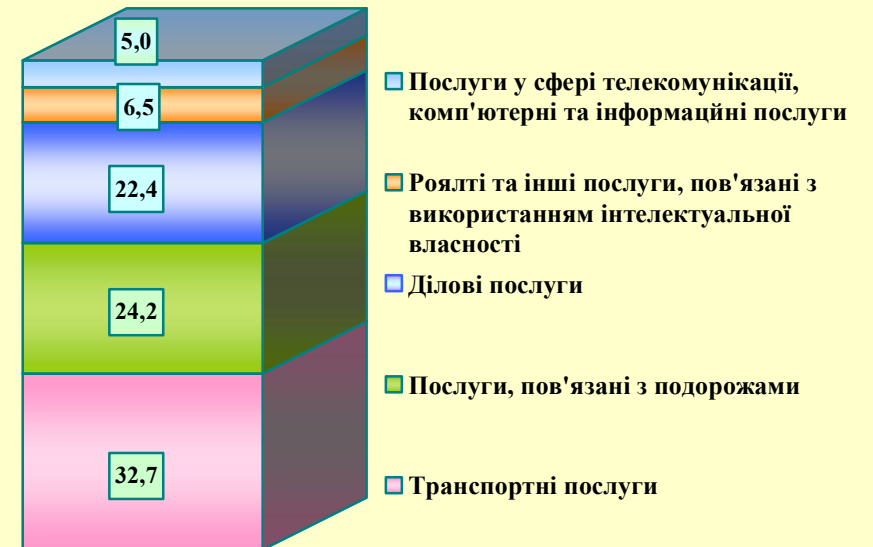 5,0
6,5
22,4
24,2
32,7
Послуги у сфері телекомунікації,
комп'ютерні та інформаційні послуги
Роялті та інші послуги, пов'язані з
використанням інтелектуальної
власності
Ділові послуги
Послуги, пов'язані з подорожами
Транспортні послуги